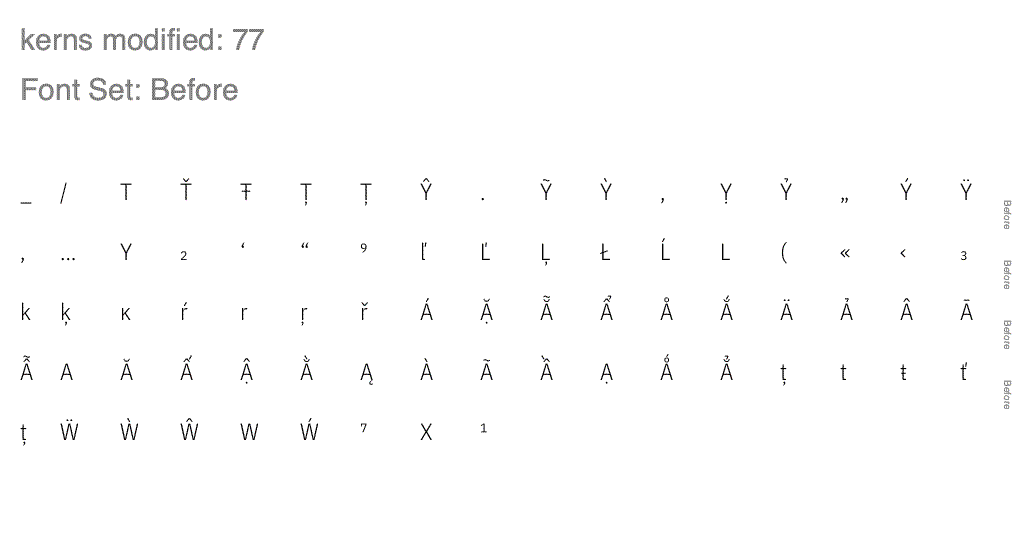 kerns modified: 77
Font Set: Before
_ / T Ť Ŧ Ţ Ț Ŷ . Ỹ Ỳ , Ỵ Ỷ „ Ý Ÿ
‚ … Y ₂ ‘ “ ⁹ ľ Ľ Ļ Ł Ĺ L ( « ‹ ₃
k ķ ĸ ŕ r ŗ ř Á Ặ Ẵ Ẩ Å Ắ Ä Ả Â Ā
Ẫ A Ă Ấ Ậ Ằ Ą À Ã Ầ Ạ Ǻ Ẳ ţ t ŧ ť
ț Ẅ Ẁ Ŵ W Ẃ ⁷ X ¹
Before
Before
Before
Before